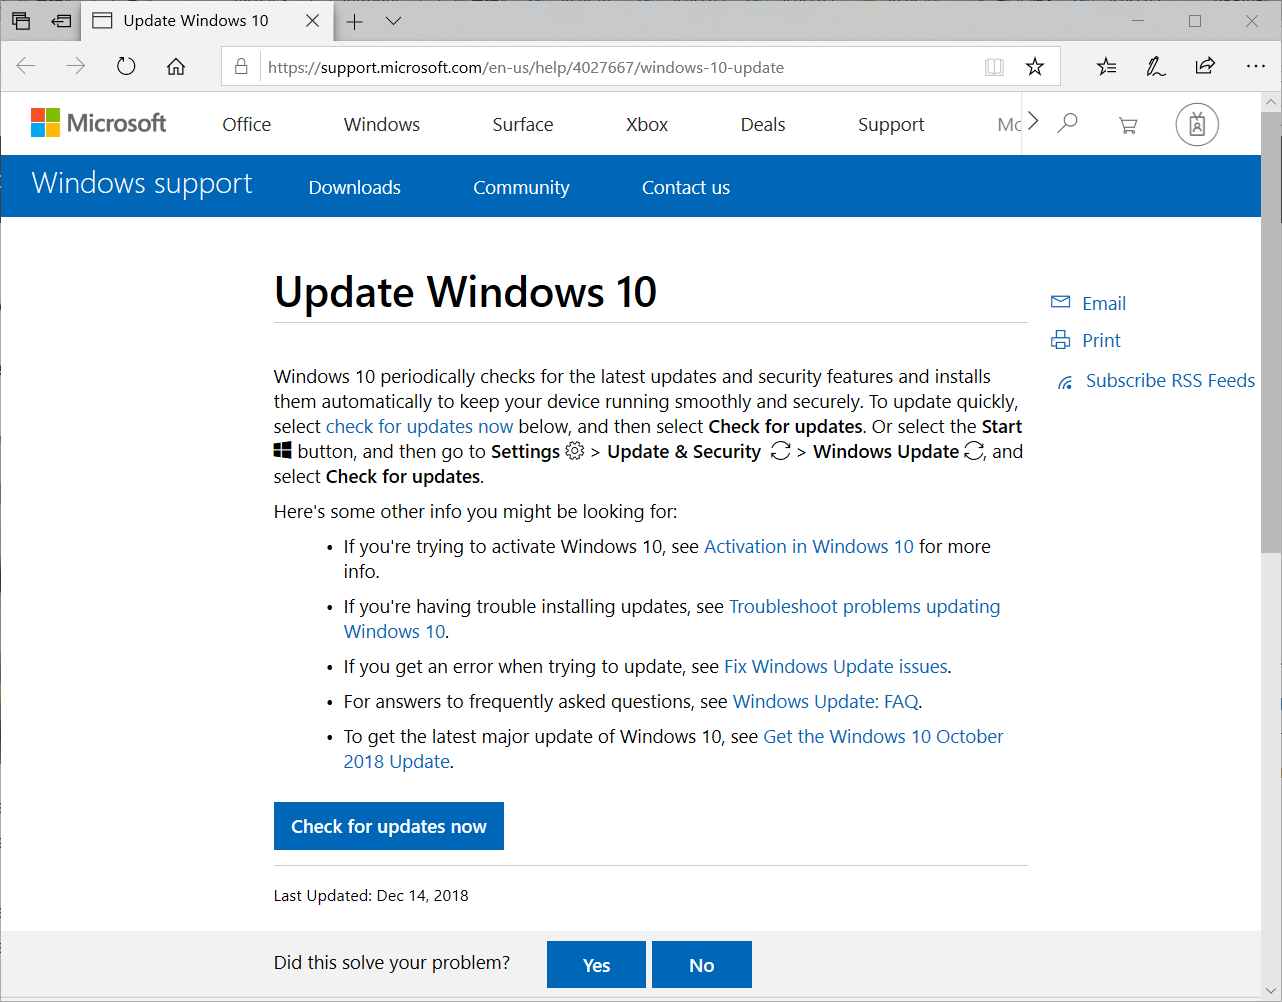 Update Windows 10
https://support.microsoft.com/en-us/help/4027667/windows-10-update
Microsoft Office Windows Surface Xbox Deals Support
Windows support Downloads Community Contact us
Update Windows 10
Email
Print
Subscribe RSS Feeds
Windows 10 periodically checks for the latest updates and security features and installs
them automatically to keep your device running smoothly and securely. To update quickly,
select check for updates now below, and then select Check for updates. Or select the Start
button, and then go to Settings > Update & Security > Windows Update , and
select Check for updates.
Here's some other info you might be looking for:
• If you're trying to activate Windows 10, see Activation in Windows 10 for more
info.
• If you're having trouble installing updates, see Troubleshoot problems updating
Windows 10.
• If you get an error when trying to update, see Fix Windows Update issues.
• For answers to frequently asked questions, see Windows Update: FAQ.
• To get the latest major update of Windows 10, see Get the Windows 10 October
2018 Update.
Check for updates now
Last Updated: Dec 14, 2018
Did this solve your problem? Yes No